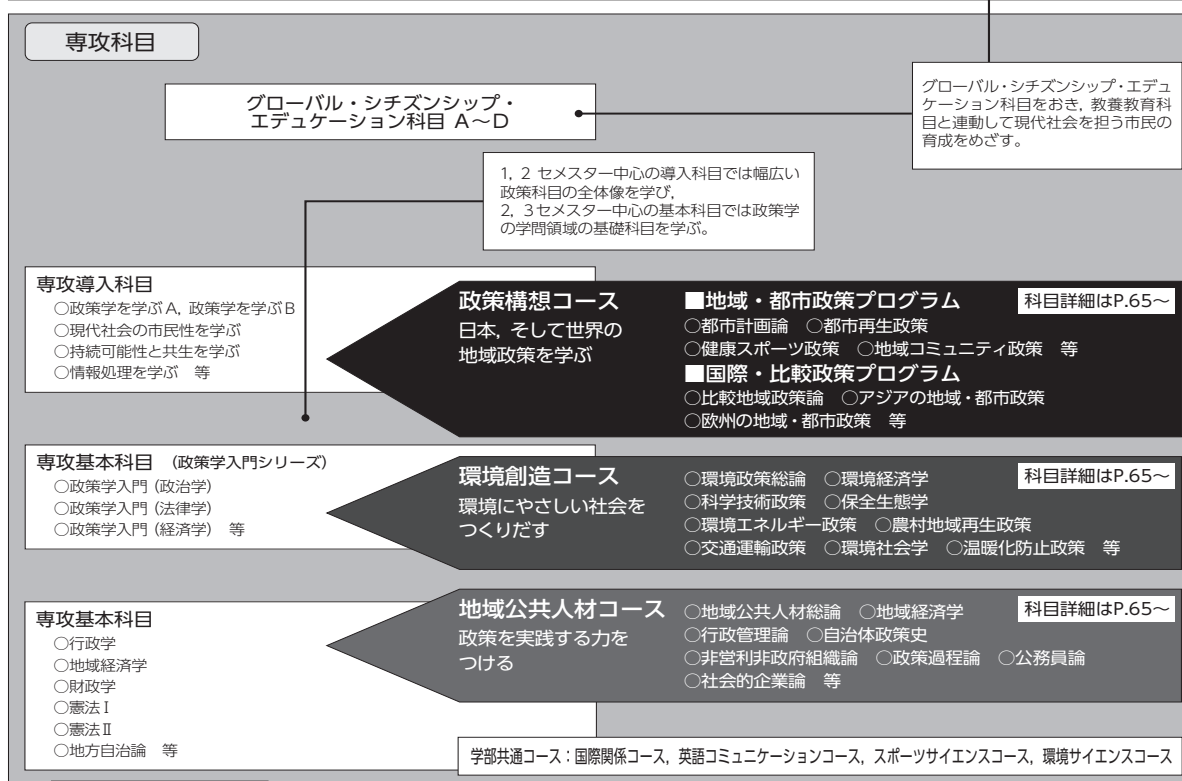 専攻科目
グローバル・シチズンシップ・
エデュケーション科目 A～D
グローバル・シチズンシップ・エデュ
ケーション科目をおき，教養教育科
目と連動して現代社会を担う市民の
育成をめざす。
1，2 セメスター中心の導入科目では幅広い
政策科目の全体像を学び，
2，3セメスター中心の基本科目では政策学
の学問領域の基礎科目を学ぶ。
専攻導入科目
○政策学を学ぶA，政策学を学ぶB
○現代社会の市民性を学ぶ
○持続可能性と共生を学ぶ
○情報処理を学ぶ 等
政策構想コース
日本，そして世界の
地域政策を学ぶ
■地域・都市政策プログラム
科目詳細はP.65～
○都市計画論 ○都市再生政策
○健康スポーツ政策 ○地域コミュニティ政策 等
■国際・比較政策プログラム
○比較地域政策論 ○アジアの地域・都市政策
○欧州の地域・都市政策 等
専攻基本科目 （政策学入門シリーズ）
○政策学入門（政治学）
○政策学入門（法律学）
○政策学入門（経済学） 等
環境創造コース
環境にやさしい社会を
つくりだす
○環境政策総論 ○環境経済学
科目詳細はP.65～
○科学技術政策 ○保全生態学
○環境エネルギー政策 ○農村地域再生政策
○交通運輸政策 ○環境社会学 ○温暖化防止政策 等
専攻基本科目
○行政学
○地域経済学
○財政学
○憲法Ⅰ
○憲法Ⅱ
○地方自治論 等
地域公共人材コース
政策を実践する力を
つける
○地域公共人材総論 ○地域経済学
科目詳細はP.65～
○行政管理論 ○自治体政策史
○非営利非政府組織論 ○政策過程論 ○公務員論
○社会的企業論 等
学部共通コース：国際関係コース，英語コミュニケーションコース，スポーツサイエンスコース，環境サイエンスコース